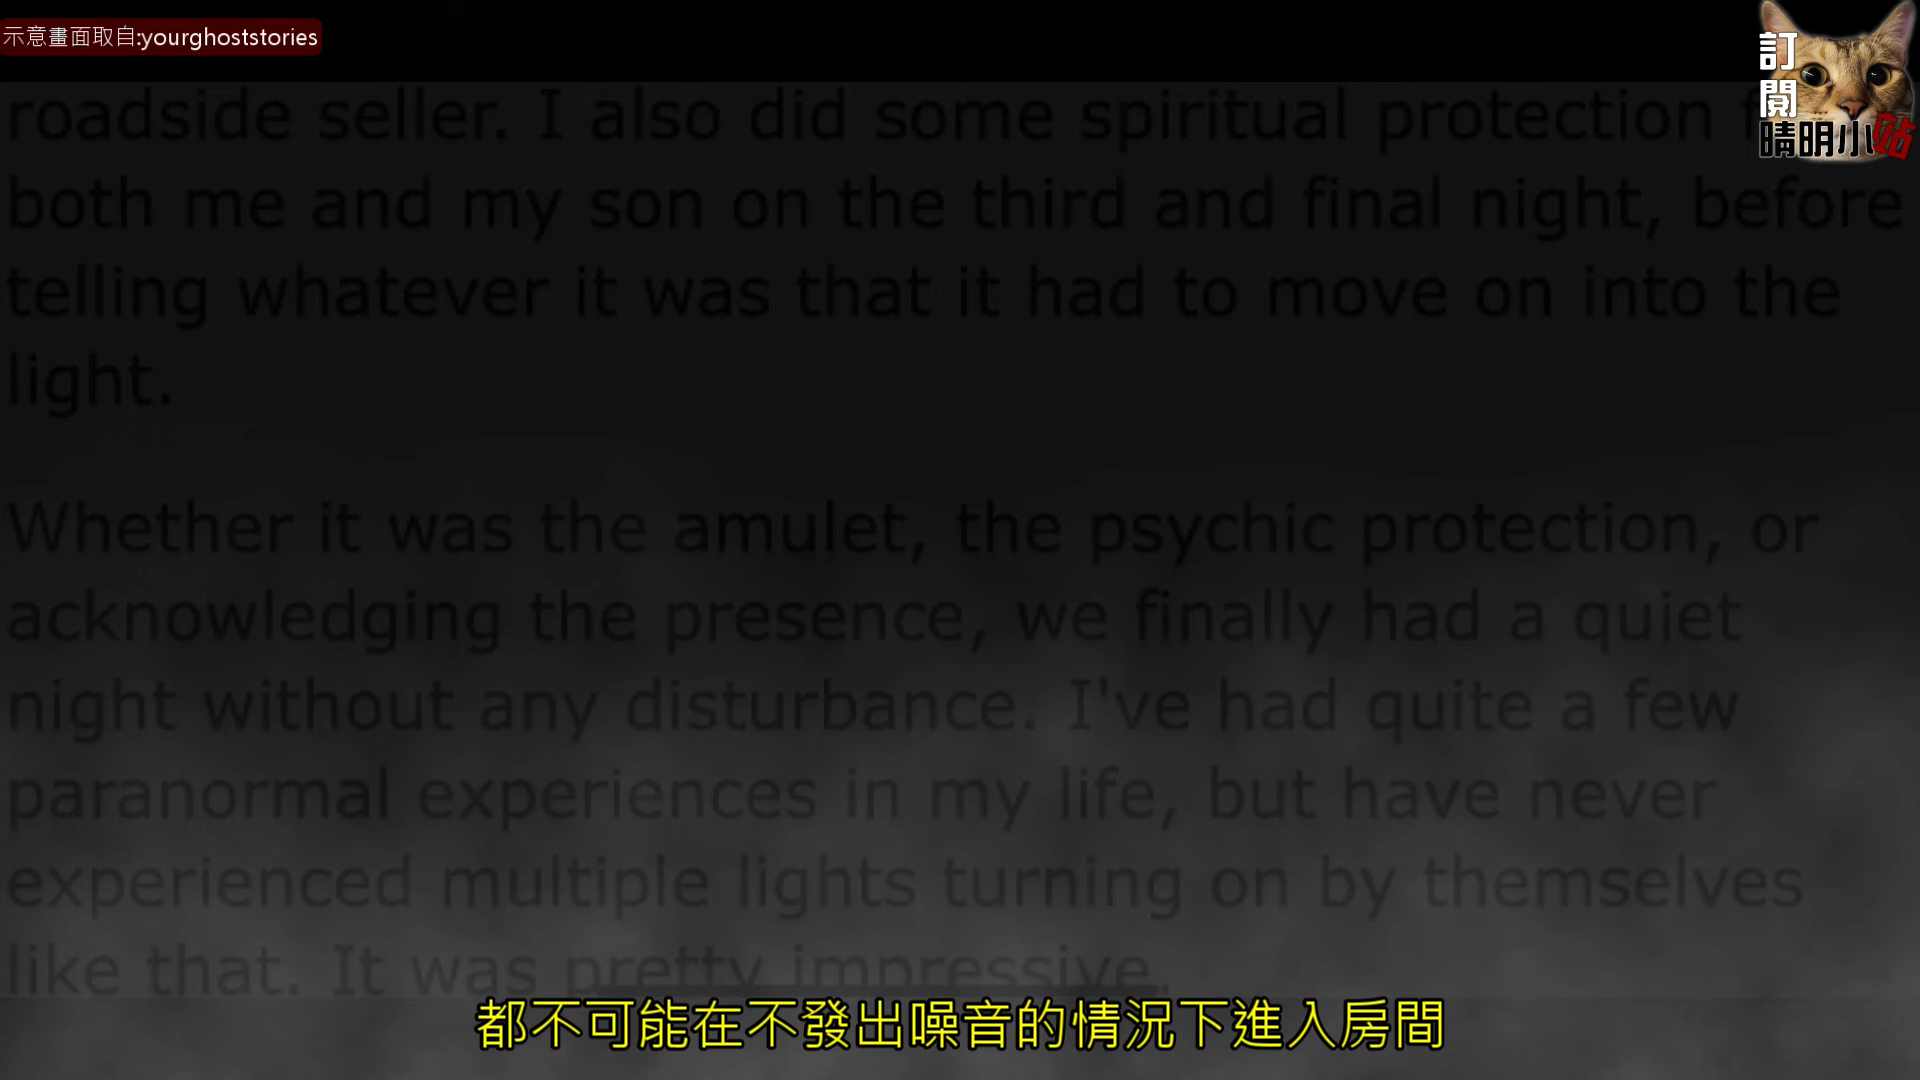 示意畫面取自:yourghoststories
訂閱
晴明小站
roadside seller. I also did some spiritual protection
both me and my son on the third and final night, before
telling whatever it was that it had to move on into the
light.
Whether it was the amulet, the psychic protection, or
acknowledging the presence, we finally had a quiet
night without any disturbance. I've had quite a few
paranormal experiences in my life, but have never
experienced multiple lights turning on by themselves
like that. It was pretty impressive.
都不可能在不發出噪音的情況下進入房間